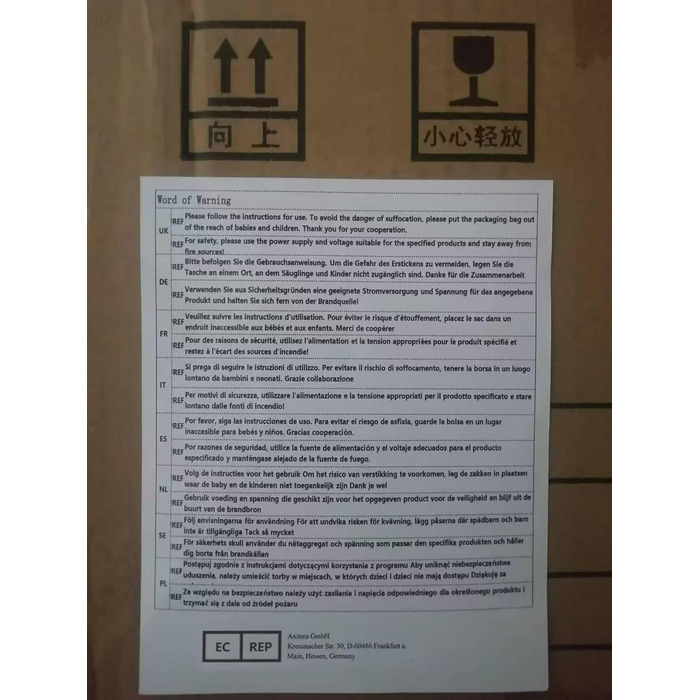 向上
小心轻放
Word of Warning
UK
REF Please follow the instructions for use. To avoid the danger of suffocation, please put the packaging bag out
of the reach of babies and children. Thank you for your cooperation.
REF For safety, please use the power supply and voltage suitable for the specified products and stay away from
fire sources!
DE
REF Bitte befolgen Sie die Gebrauchsanweisung. Um die Gefahr des Erstickens zu vermeiden, legen Sie die
Tasche an einem Ort, an dem Säuglinge und Kinder nicht zugänglich sind. Danke für die Zusammenarbeit
REF Verwenden Sie aus Sicherheitsgründen eine geeignete Stromversorgung und Spannung für das angegebene
Produkt und halten Sie sich fern von der Brandquelle!
FR
REF Veuillez suivre les instructions d'utilisation. Pour éviter le risque d'étouffement, placez le sac dans un
endroit inaccessible aux bébés et aux enfants. Merci de coopérer
REF Pour des raisons de sécurité, utilisez l'alimentation et la tension appropriées pour le produit spécifié et
restez à l'écart des sources d'incendie!
IT
REF Si prega di seguire le istruzioni di utilizzo. Per evitare il rischio di soffocamento, tenere la borsa in un luogo
lontano da bambini e neonati. Grazie collaborazione
REF Per motivi di sicurezza, utilizzare l'alimentazione e la tensione appropriati per il prodotto specificato e stare
lontano dalle fonti di incendio!
ES
REF Por favor, siga las instrucciones de uso. Para evitar el riesgo de asfixia, guarde la bolsa en un lugar
inaccesible para bebés y niños. Gracias cooperación.
REF Por razones de seguridad, utilice la fuente de alimentación y el voltaje adecuados para el producto
especificado y manténgase alejado de la fuente de fuego.
NL
REF Volg de instructies voor het gebruik Om het risico van verstikking te voorkomen, leg de zakken in plaatsen
waar de baby en de kinderen niet toegankelijk zijn Dank je wel
REF Gebruik voeding en spanning die geschikt zijn voor het opgegeven product voor de veiligheid en blijf uit de
buurt van de brandbron
SE
REF Följ anvisningarna för användning För att undvika risken för kvävning, lägg påsarna där spädbarn och barn
inte är tillgängliga Tack så mycket
REF För säkerhets skull använder du nätaggregat och spänning som passar den specifika produkten och håller
dig borta från brandkällan
PL
REF Postępuj zgodnie z instrukcjami dotyczącymi korzystania z programu Aby uniknąć niebezpieczeństwa
uduszenia, należy umieścić torby w miejscach, w których dzieci i dzieci nie mają dostępu Dziękuję za
REF Ze względu na bezpieczeństwo należy użyć zasilania i napięcia odpowiedniego dla określonego produktu i
trzymać się z dala od źródeł pożaru
EC REP
Axitera GmbH
Kreuznacher Str. 30, D-60486 Frankfurt a.
Main, Hessen, Germany